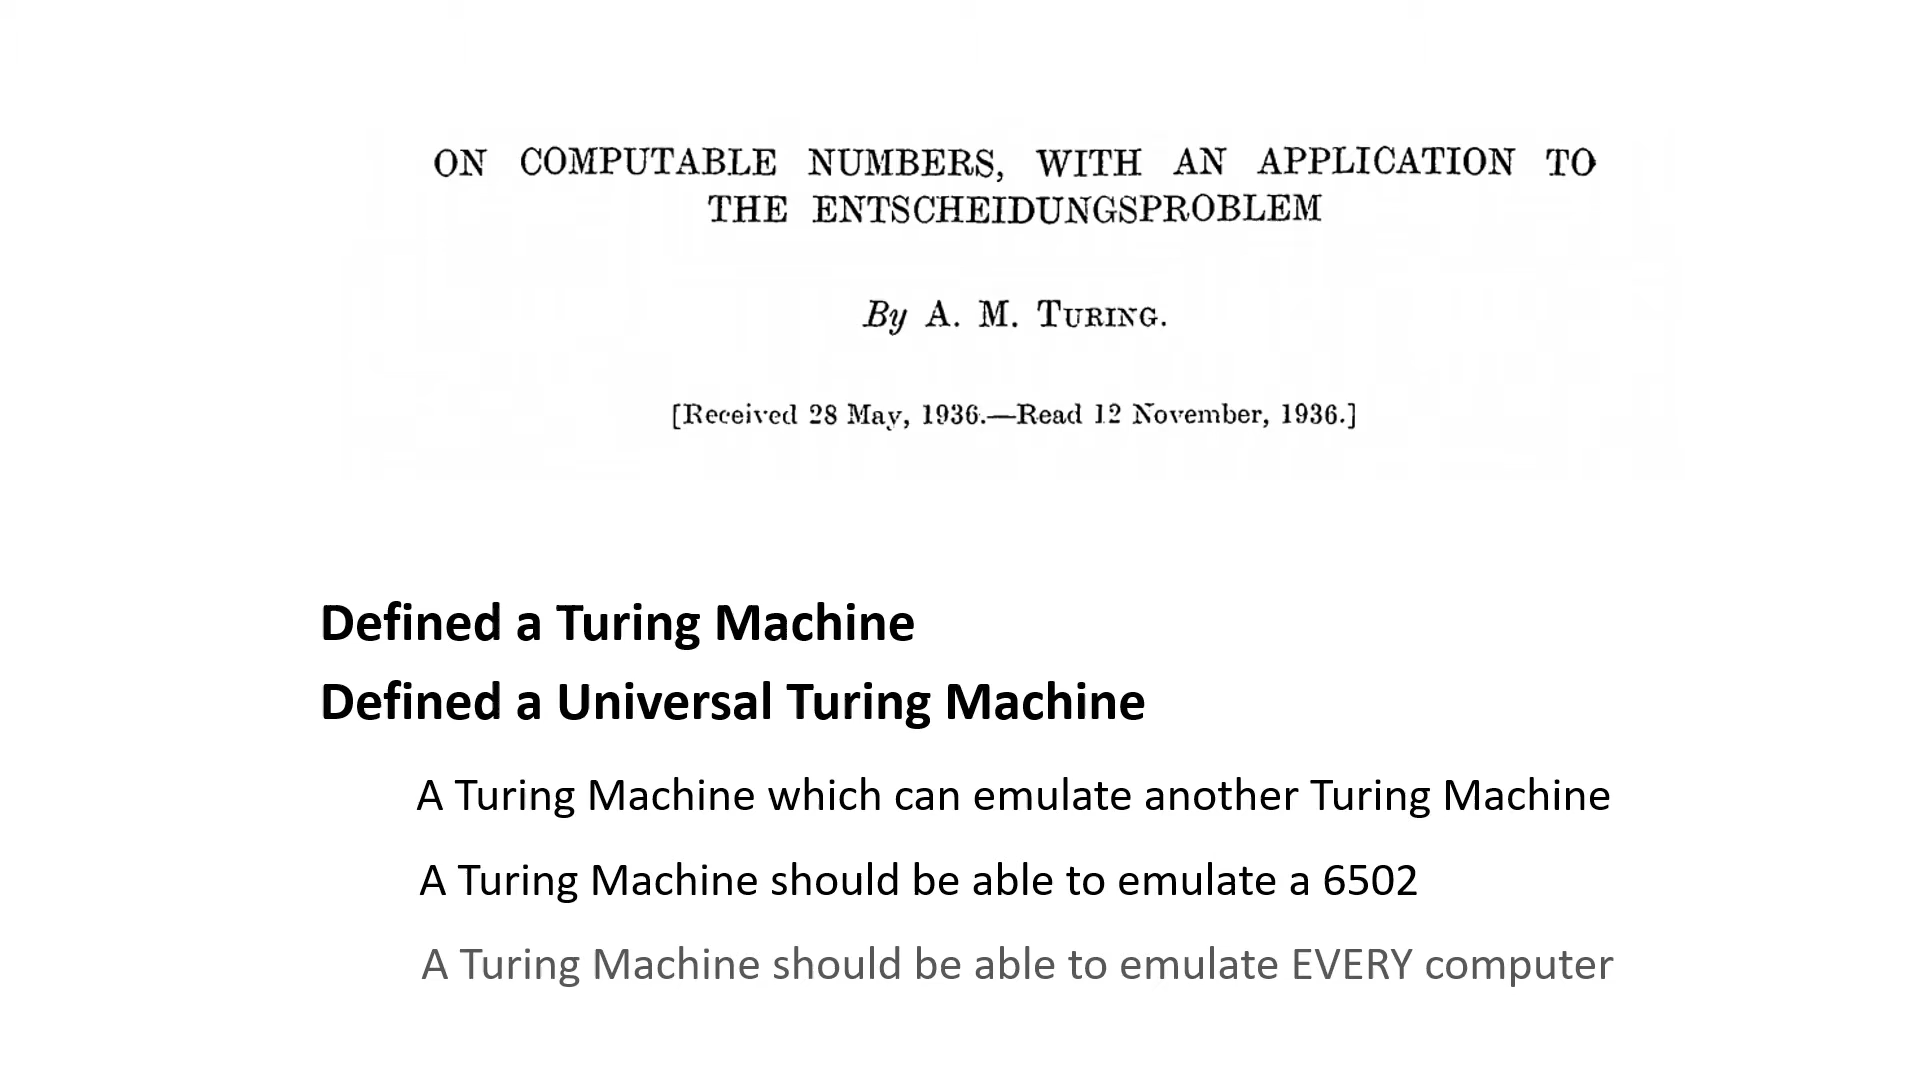 ON COMPUTABLE NUMBERS, WITH AN APPLICATION TO
THE ENTSCHEIDUNGSPROBLEM
By A. M. TURING.
[Received 28 May, 1936.—Read 12 November, 1936.]
Defined a Turing Machine
Defined a Universal Turing Machine
A Turing Machine which can emulate another Turing Machine
A Turing Machine should be able to emulate a 6502
A Turing Machine should be able to emulate EVERY computer